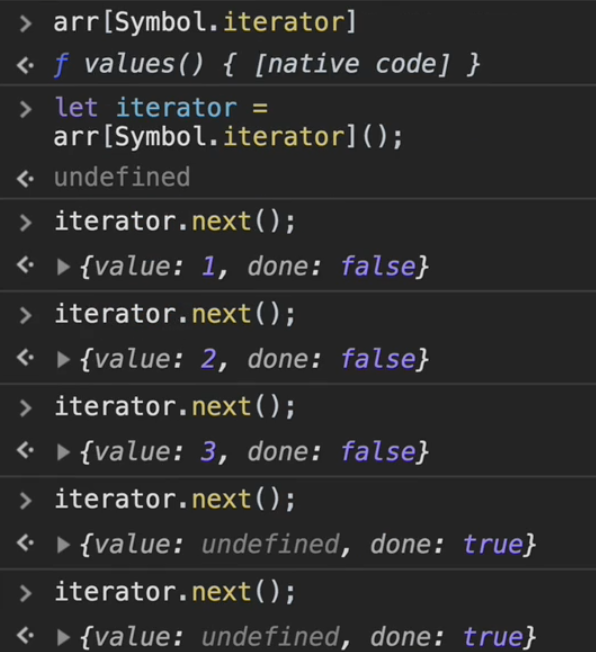 > arr[Symbol.iterator]
<· ƒ values() { [native code] }
> let iterator =
arr[Symbol.iterator]();
<· undefined
> iterator.next();
<· ▶{value: 1, done: false}
> iterator.next();
<· ▶{value: 2, done: false}
> iterator.next();
<· ▶{value: 3, done: false}
> iterator.next();
<· ▶{value: undefined, done: true}
> iterator.next();
<· ▶{value: undefined, done: true}